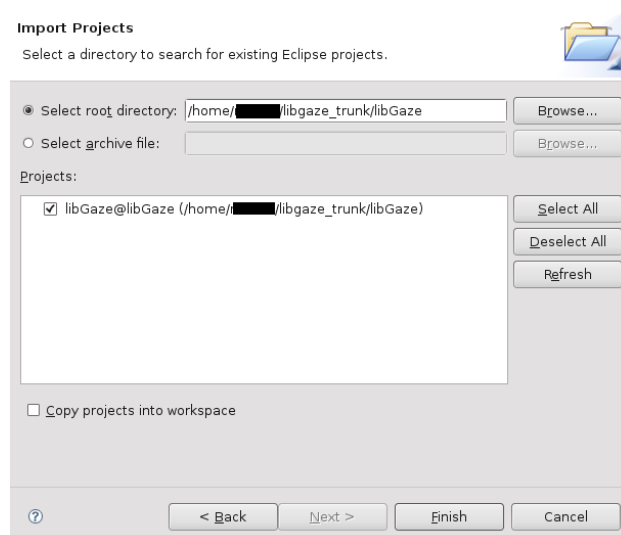 Import Projects
Select a directory to search for existing Eclipse projects.
Select root directory: /home/ /libgaze_trunk/libGaze Browse...
Select archive file: Browse...
Projects:
libGaze@libGaze (/home/ /libgaze_trunk/libGaze) Select All
Deselect All
Refresh
Copy projects into workspace
? < Back Next > Finish Cancel